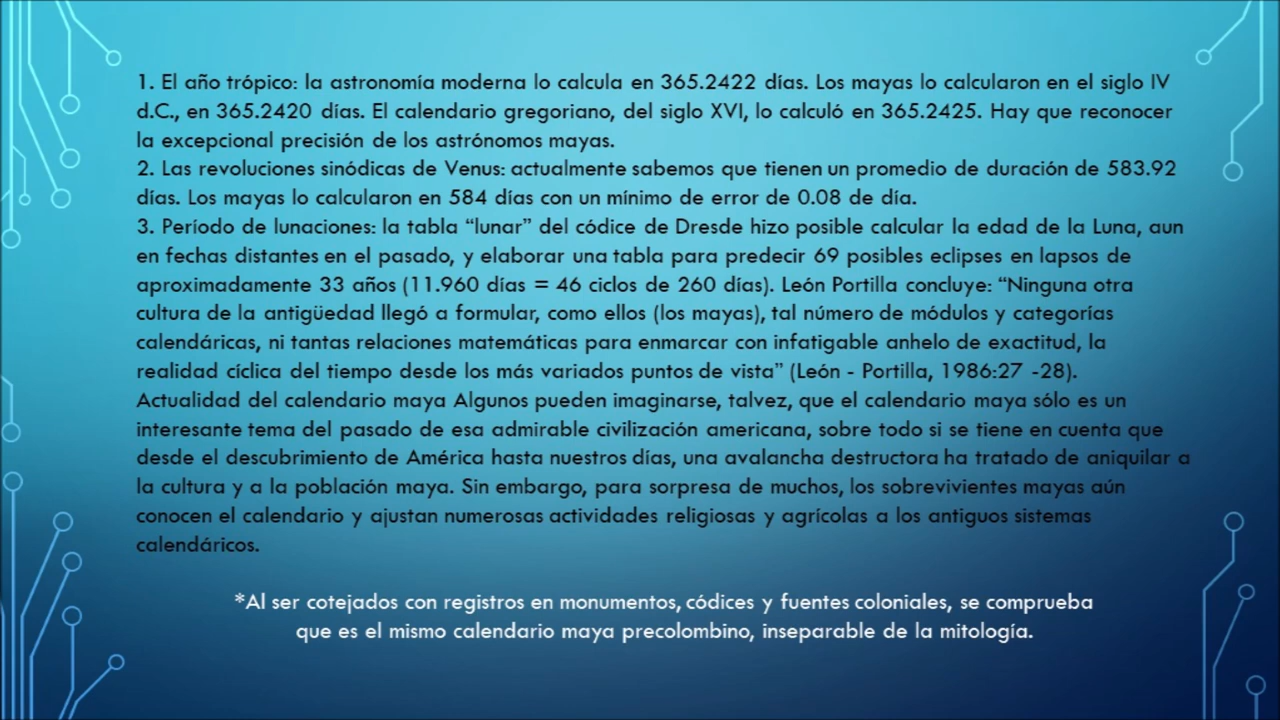 1. El año trópico: la astronomía moderna lo calcula en 365.2422 días. Los mayas lo calcularon en el siglo IV
d.C., en 365.2420 días. El calendario gregoriano, del siglo XVI, lo calculó en 365.2425. Hay que reconocer
la excepcional precisión de los astrónomos mayas.
2. Las revoluciones sinódicas de Venus: actualmente sabemos que tienen un promedio de duración de 583.92
días. Los mayas lo calcularon en 584 días con un mínimo de error de 0.08 de día.
3. Período de lunaciones: la tabla “lunar” del códice de Dresde hizo posible calcular la edad de la Luna, aun
en fechas distantes en el pasado, y elaborar una tabla para predecir 69 posibles eclipses en lapsos de
aproximadamente 33 años (11.960 días = 46 ciclos de 260 días). León Portilla concluye: “Ninguna otra
cultura de la antigüedad llegó a formular, como ellos (los mayas), tal número de módulos y categorías
calendáricas, ni tantas relaciones matemáticas para enmarcar con infatigable anhelo de exactitud, la
realidad cíclica del tiempo desde los más variados puntos de vista” (León - Portilla, 1986:27 -28).
Actualidad del calendario maya Algunos pueden imaginarse, talvez, que el calendario maya sólo es un
interesante tema del pasado de esa admirable civilización americana, sobre todo si se tiene en cuenta que
desde el descubrimiento de América hasta nuestros días, una avalancha destructora ha tratado de aniquilar a
la cultura y a la población maya. Sin embargo, para sorpresa de muchos, los sobrevivientes mayas aún
conocen el calendario y ajustan numerosas actividades religiosas y agrícolas a los antiguos sistemas
calendáricos.
*Al ser cotejados con registros en monumentos, códices y fuentes coloniales, se comprueba
que es el mismo calendario maya precolombino, inseparable de la mitología.